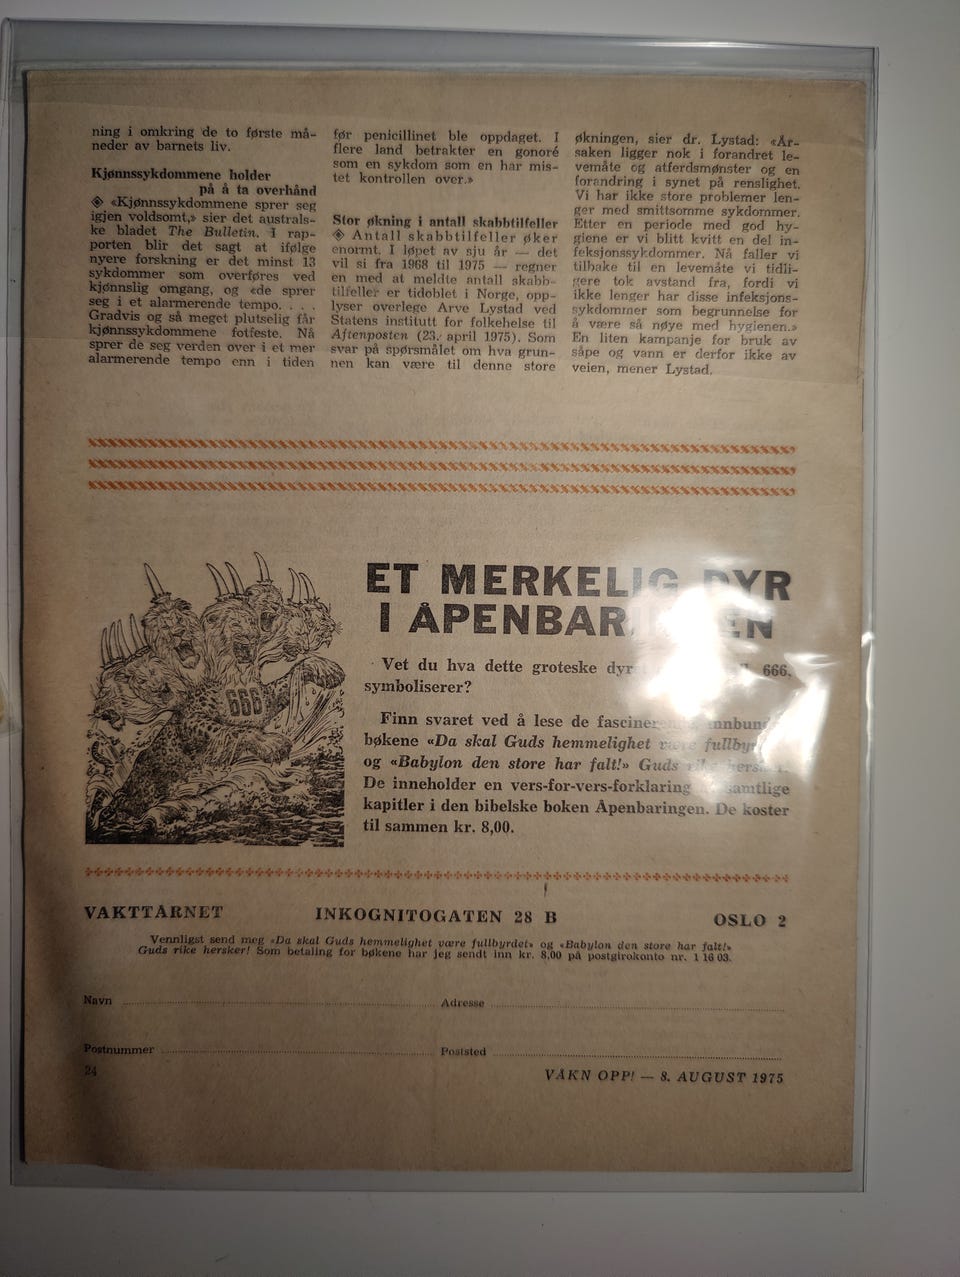 ning i omkring de to første må-
neder av barnets liv.
Kjønnssykdommene holder
på å ta overhånd
◈ «Kjønnssykdommene sprer seg
igjen voldsomt,» sier det austral-
ske bladet The Bulletin. I rap-
porten blir det sagt at ifølge
nyere forskning er det minst 13
sykdommer som overføres ved
kjønnslig omgang, og «de sprer
seg i et alarmerende tempo. . . .
Gradvis og så meget plutselig får
kjønnssykdommene fotfeste. Nå
sprer de seg verden over i et mer
alarmerende tempo enn i tiden
før penicillinet ble oppdaget. I
flere land betrakter en gonoré
som en sykdom som en har mis-
tet kontrollen over.»
Stor økning i antall skabbtilfeller
◈ Antall skabbtilfeller øker
enormt. I løpet av sju år — det
vil si fra 1968 til 1975 — regner
en med at meldte antall skabb-
tilfeller er tidoblet i Norge, opp-
lyser overlege Arve Lystad ved
Statens institutt for folkehelse til
Aftenposten (23. april 1975). Som
svar på spørsmålet om hva grun-
nen kan være til denne store
økningen, sier dr. Lystad: «År-
saken ligger nok i forandret le-
vemåte og atferdsmønster og en
forandring i synet på renslighet.
Vi har ikke store problemer len-
ger med smittsomme sykdommer.
Etter en periode med god hy-
giene er vi blitt kvitt en del in-
feksjonssykdommer. Nå faller vi
tilbake til en levemåte vi tidli-
gere tok avstand fra, fordi vi
ikke lenger har disse infeksjons-
sykdommer som begrunnelse for
å være så nøye med hygienen.»
En liten kampanje for bruk av
såpe og vann er derfor ikke av
veien, mener Lystad.
ET MERKELIG DYR
I ÅPENBARINGEN
Vet du hva dette groteske dyr 666,
symboliserer?
666
Finn svaret ved å lese de
bøkene «Da skal Guds hemmelighet være
og «Babylon den store har falt!» Guds rike
De inneholder en vers-for-vers-forklaring samtlige
kapitler i den bibelske boken Åpenbaringen. De koster
til sammen kr. 8,00.
VAKTTÅRNET INKOGNITOGATEN 28 B OSLO 2
Vennligst send meg «Da skal Guds hemmelighet være fullbyrdet» og «Babylon den store har falt!»
Guds rike hersker! Som betaling for bøkene har jeg sendt inn kr. 8,00 på postgirokonto nr. 1 16 03.
Navn Adresse
Postnummer Poststed
24 VÅKN OPP! — 8. AUGUST 1975